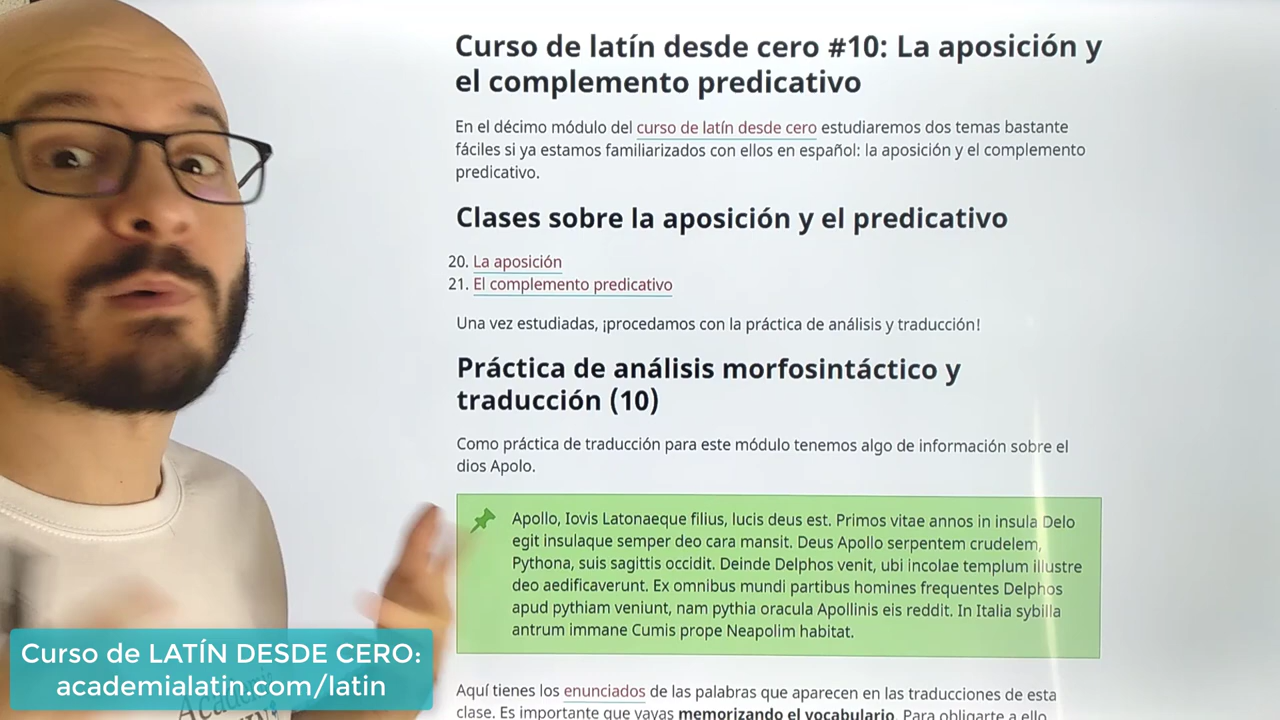 Curso de latín desde cero #10: La aposición y
el complemento predicativo
En el décimo módulo del curso de latín desde cero estudiaremos dos temas bastante
fáciles si ya estamos familiarizados con ellos en español: la aposición y el complemento
predicativo.
Clases sobre la aposición y el predicativo
20. La aposición
21. El complemento predicativo
Una vez estudiadas, ¡procedamos con la práctica de análisis y traducción!
Práctica de análisis morfosintáctico y
traducción (10)
Como práctica de traducción para este módulo tenemos algo de información sobre el
dios Apolo.
Apollo, Iovis Latonaeque filius, lucis deus est. Primos vitae annos in insula Delo
egit insulaque semper deo cara mansit. Deus Apollo serpentem crudelem,
Pythona, suis sagittis occidit. Deinde Delphos venit, ubi incolae templum illustre
deo aedificaverunt. Ex omnibus mundi partibus homines frequentes Delphos
apud pythiam veniunt, nam pythia oracula Apollinis eis reddit. In Italia sybilla
antrum immane Cumis prope Neapolim habitat.
Aquí tienes los enunciados de las palabras que aparecen en las traducciones de esta
clase. Es importante que vayas memorizando el vocabulario. Para obligarte a ello
Curso de LATÍN DESDE CERO:
academialatin.com/latin